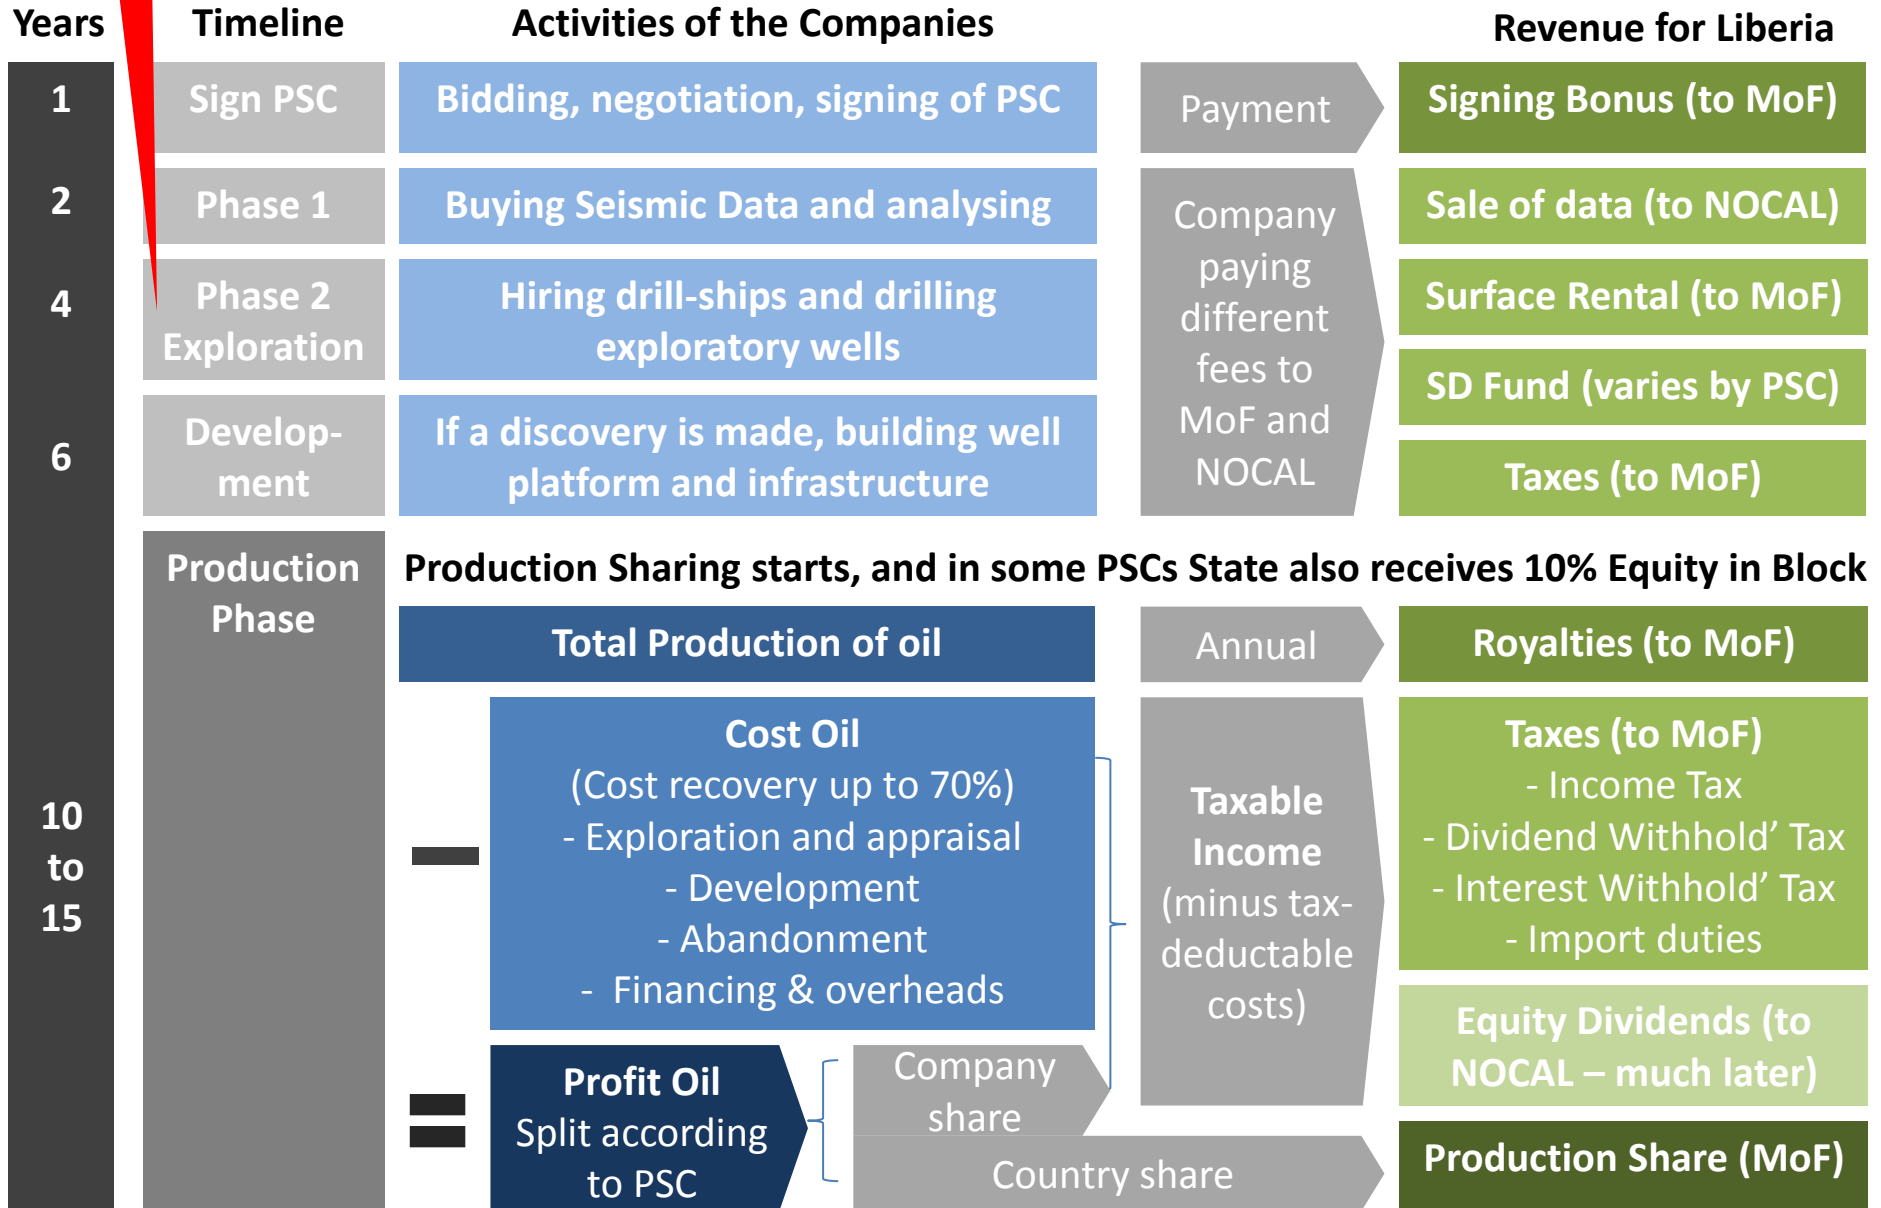 Years
Timeline
Activities of the Companies
Revenue for Liberia
1
Sign PSC
Bidding, negotiation, signing of PSC
Payment
Signing Bonus (to MoF)
2
Phase 1
Buying Seismic Data and analysing
Company
paying
different
fees to
MoF and
NOCAL
Sale of data (to NOCAL)
4
Phase 2
Exploration
Hiring drill-ships and drilling
exploratory wells
Surface Rental (to MoF)
SD Fund (varies by PSC)
6
Develop-
ment
If a discovery is made, building well
platform and infrastructure
Taxes (to MoF)
10
to
15
Production
Phase
Production Sharing starts, and in some PSCs State also receives 10% Equity in Block
Total Production of oil
Annual
Royalties (to MoF)
Cost Oil
(Cost recovery up to 70%)
- Exploration and appraisal
- Development
- Abandonment
- Financing & overheads
Taxable
Income
(minus tax-
deductable
costs)
Taxes (to MoF)
- Income Tax
- Dividend Withhold’ Tax
- Interest Withhold’ Tax
- Import duties
Equity Dividends (to
NOCAL – much later)
Profit Oil
Split according
to PSC
Company
share
Country share
Production Share (MoF)